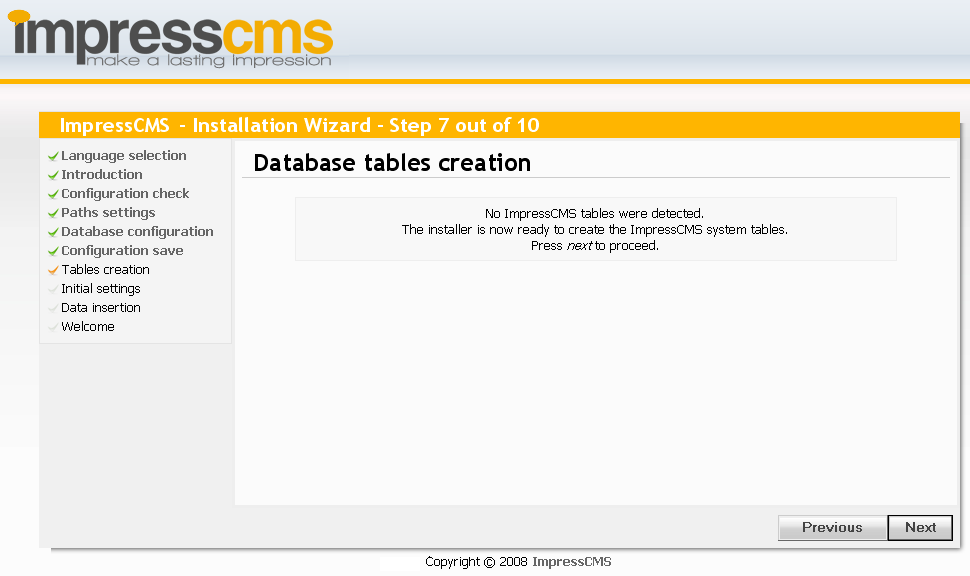 impresscms
make a lasting impression
ImpressCMS - Installation Wizard - Step 7 out of 10
Language selection
Introduction
Configuration check
Paths settings
Database configuration
Configuration save
Tables creation
Initial settings
Data insertion
Welcome
Database tables creation
No ImpressCMS tables were detected.
The installer is now ready to create the ImpressCMS system tables.
Press next to proceed.
Previous
Next
Copyright © 2008 ImpressCMS